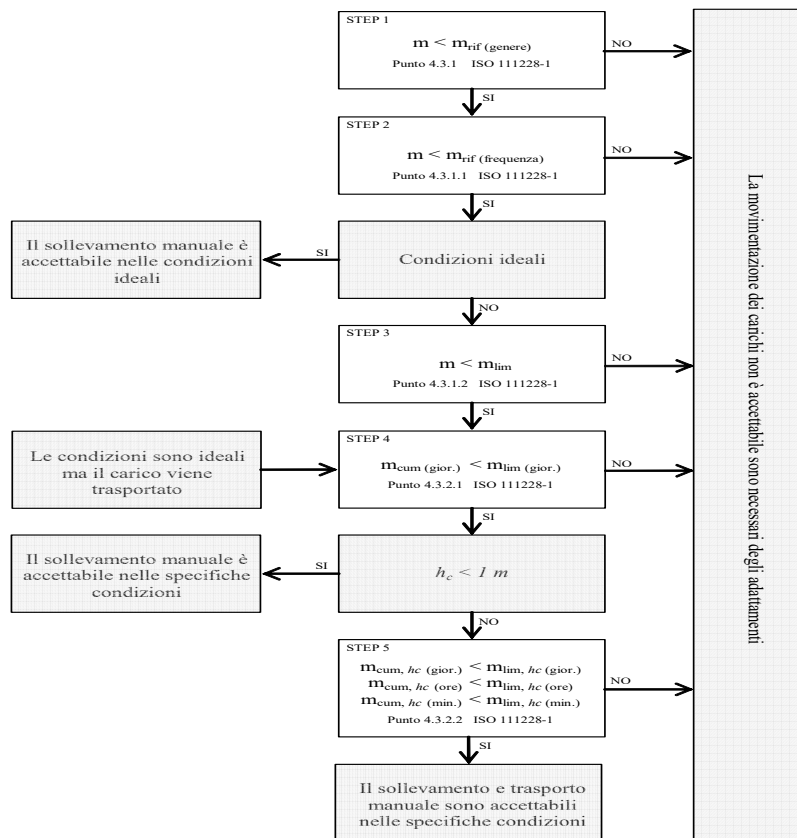 STEP 1
m < mrif (genere)
Punto 4.3.1 ISO 111228-1
NO
SI
STEP 2
m < mrif (frequenza)
Punto 4.3.1.1 ISO 111228-1
NO
SI
Il sollevamento manuale è
accettabile nelle condizioni
ideali
SI
Condizioni ideali
NO
STEP 3
m < mlim
Punto 4.3.1.2 ISO 111228-1
NO
SI
Le condizioni sono ideali
ma il carico viene
trasportato
STEP 4
mcum (gior.) < mlim (gior.)
Punto 4.3.2.1 ISO 111228-1
NO
SI
Il sollevamento manuale è
accettabile nelle specifiche
condizioni
SI
hc < 1 m
NO
STEP 5
mcum, hc (gior.) < mlim, hc (gior.)
mcum, hc (ore) < mlim, hc (ore)
mcum, hc (min.) < mlim, hc (min.)
Punto 4.3.2.2 ISO 111228-1
NO
SI
Il sollevamento e trasporto
manuale sono accettabili
nelle specifiche condizioni
La movimentazione dei carichi non è accettabile sono necessari degli adattamenti